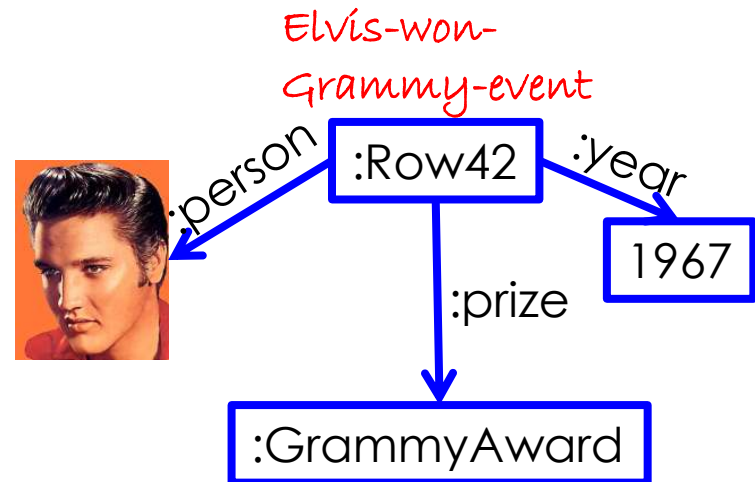 Elvis-won-
Grammy-event
:person
:Row42
:year
1967
:prize
:GrammyAward